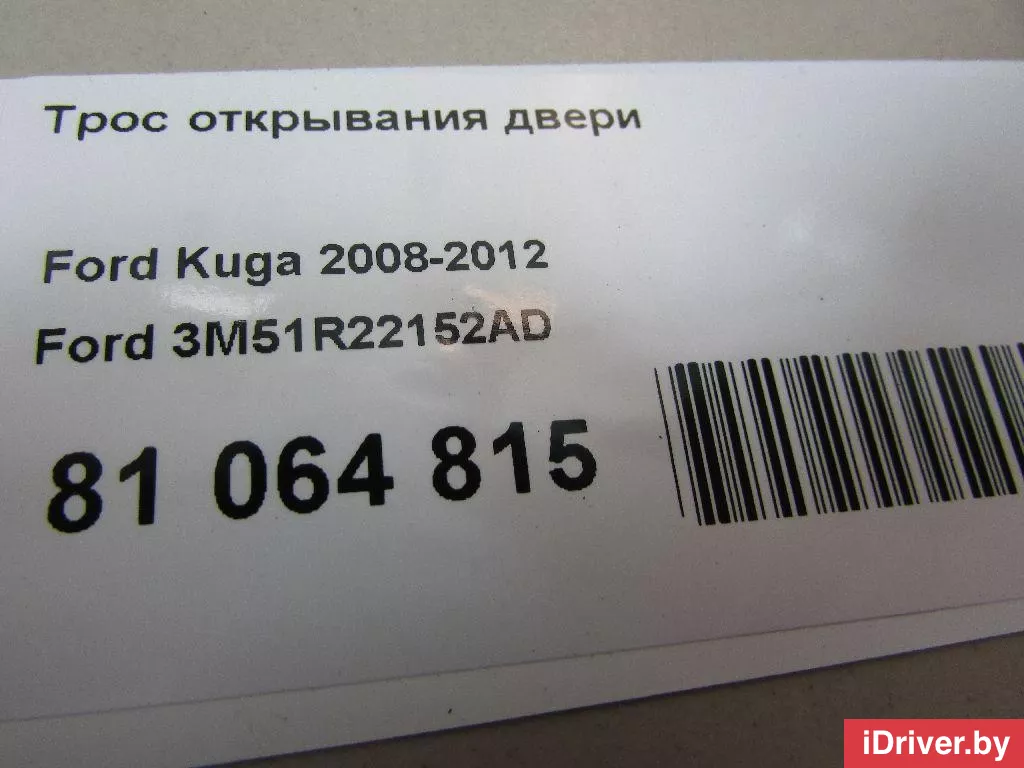 Трос открывания двери
Ford Kuga 2008-2012
Ford 3M51R22152AD
81 064 815
iDriver.by